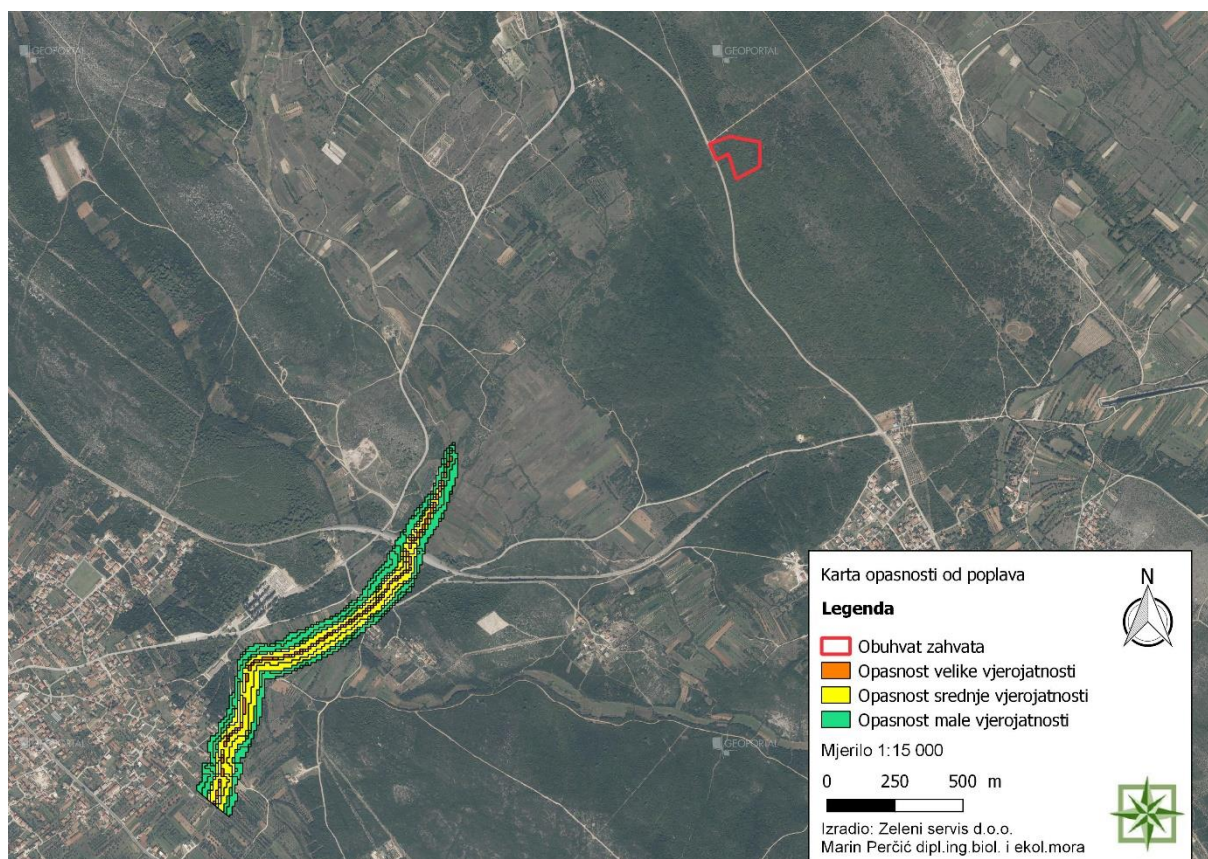 GEOPORTAL
GEOPORTAL
Karta opasnosti od poplava
N
Legenda
Obuhvat zahvata
Opasnost velike vjerojatnosti
Opasnost srednje vjerojatnosti
Opasnost male vjerojatnosti
GEOPORTAL
GEOPORTAL
Mjerilo 1:15 000
0 250 500 m
Izradio: Zeleni servis d.o.o.
Marin Perčić dipl.ing.biol. i ekol.mora